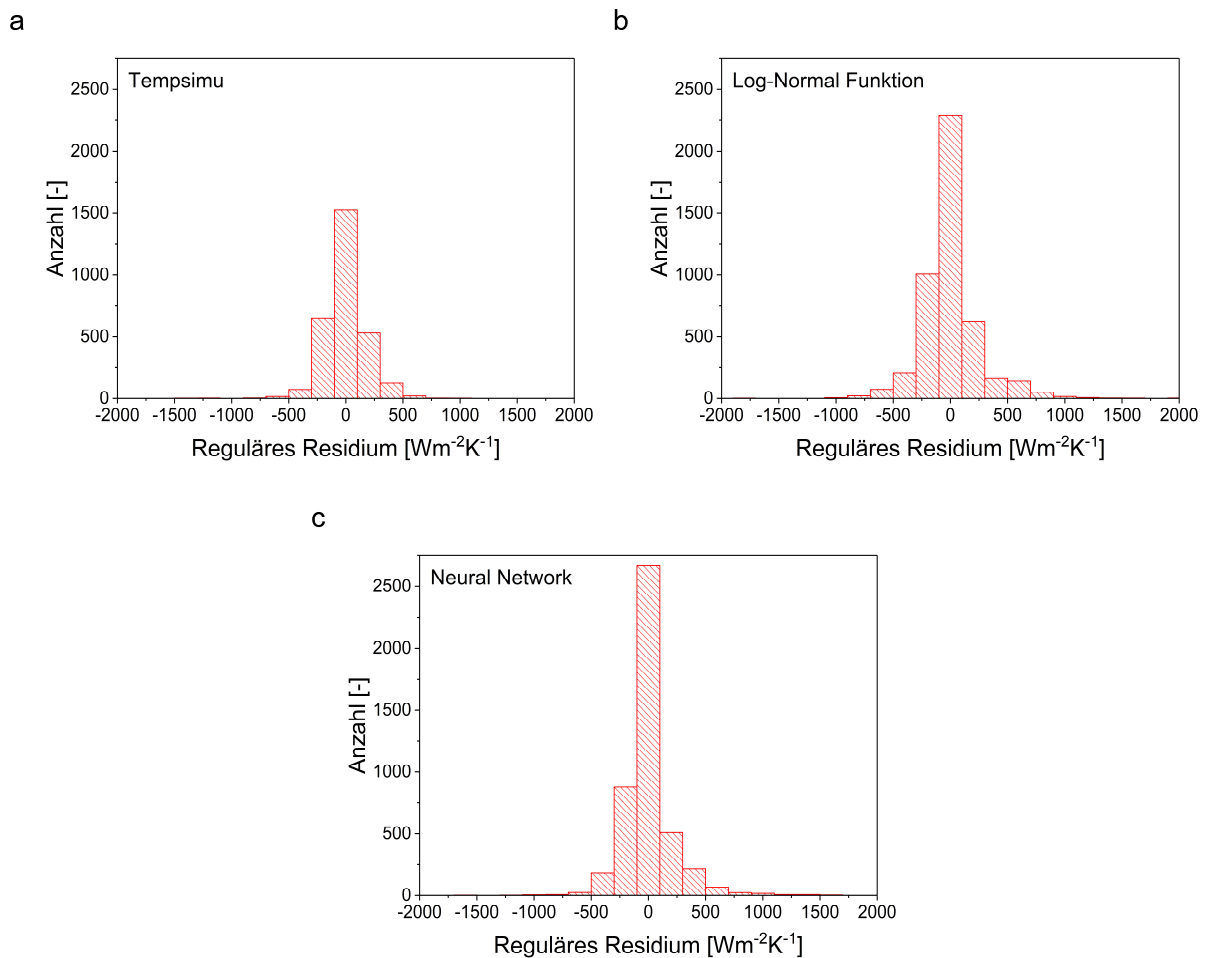 a
Tempsimu
2500
2000
1500
1000
500
0
Anzahl [-]
-2000 -1500 -1000 -500 0 500 1000 1500 2000
Reguläres Residium [Wm-2K-1]
b
Log-Normal Funktion
2500
2000
1500
1000
500
0
Anzahl [-]
-2000 -1500 -1000 -500 0 500 1000 1500 2000
Reguläres Residium [Wm-2K-1]
c
Neural Network
2500
2000
1500
1000
500
0
Anzahl [-]
-2000 -1500 -1000 -500 0 500 1000 1500 2000
Reguläres Residium [Wm-2K-1]